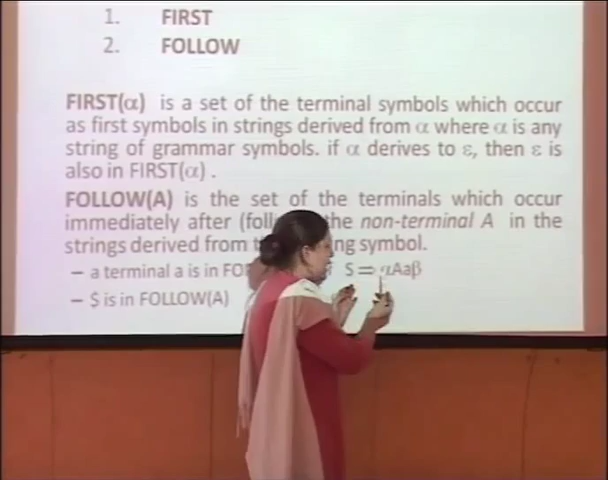 1. FIRST
2. FOLLOW
FIRST(α) is a set of the terminal symbols which occur
as first symbols in strings derived from α where α is any
string of grammar symbols. if α derives to ε, then ε is
also in FIRST(α) .
FOLLOW(A) is the set of the terminals which occur
immediately after the non-terminal A in the
strings derived from symbol.
– a terminal a is in S ⇒ αAaβ
– $ is in FOLLOW(A)